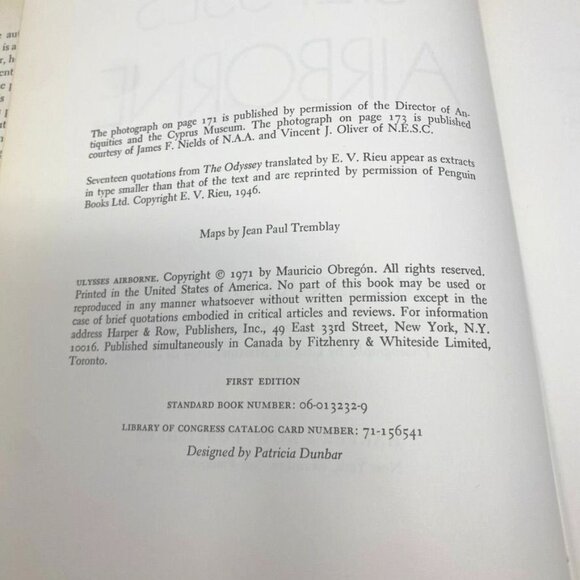 The photograph on page 171 is published by permission of the Director of An-
tiquities and the Cyprus Museum. The photograph on page 173 is published
courtesy of James F. Nields of N.A.A. and Vincent J. Oliver of N.E.S.C.
Seventeen quotations from The Odyssey translated by E. V. Rieu appear as extracts
in type smaller than that of the text and are reprinted by permission of Penguin
Books Ltd. Copyright E. V. Rieu, 1946.
Maps by Jean Paul Tremblay
ULYSSES AIRBORNE. Copyright © 1971 by Mauricio Obregón. All rights reserved.
Printed in the United States of America. No part of this book may be used or
reproduced in any manner whatsoever without written permission except in the
case of brief quotations embodied in critical articles and reviews. For information
address Harper & Row, Publishers, Inc., 49 East 33rd Street, New York, N.Y.
10016. Published simultaneously in Canada by Fitzhenry & Whiteside Limited,
Toronto.
FIRST EDITION
STANDARD BOOK NUMBER: 06-013232-9
LIBRARY OF CONGRESS CATALOG CARD NUMBER: 71-156541
Designed by Patricia Dunbar